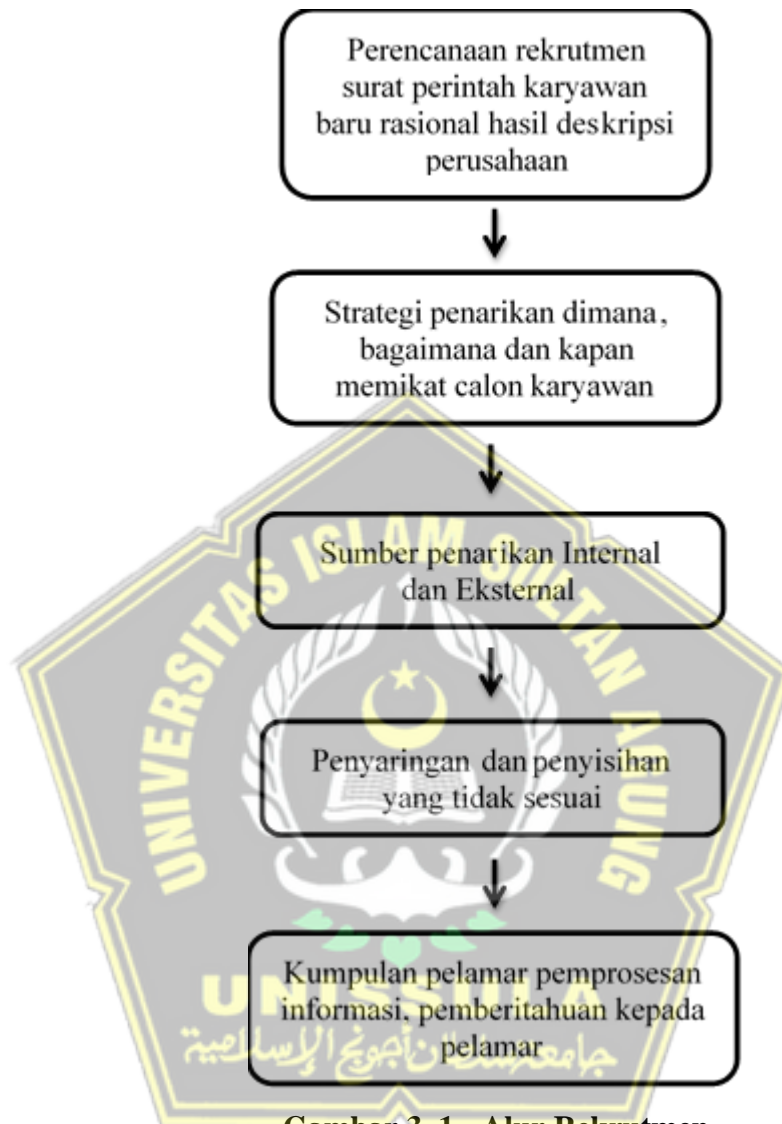 Perencanaan rekrutmen
surat perintah karyawan
baru rasional hasil deskripsi
perusahaan
Strategi penarikan dimana,
bagaimana dan kapan
memikat calon karyawan
Sumber penarikan Internal
dan Eksternal
Penyaringan dan penyisihan
yang tidak sesuai
Kumpulan pelamar pemprosesan
informasi, pemberitahuan kepada
pelamar
UNIVERSITAS ISLAM SULTAN AGUNG
UNISSULA
جامعة سلطان أجونج الإسلامية
Gambar 3. 1 Alur Rekrutmen